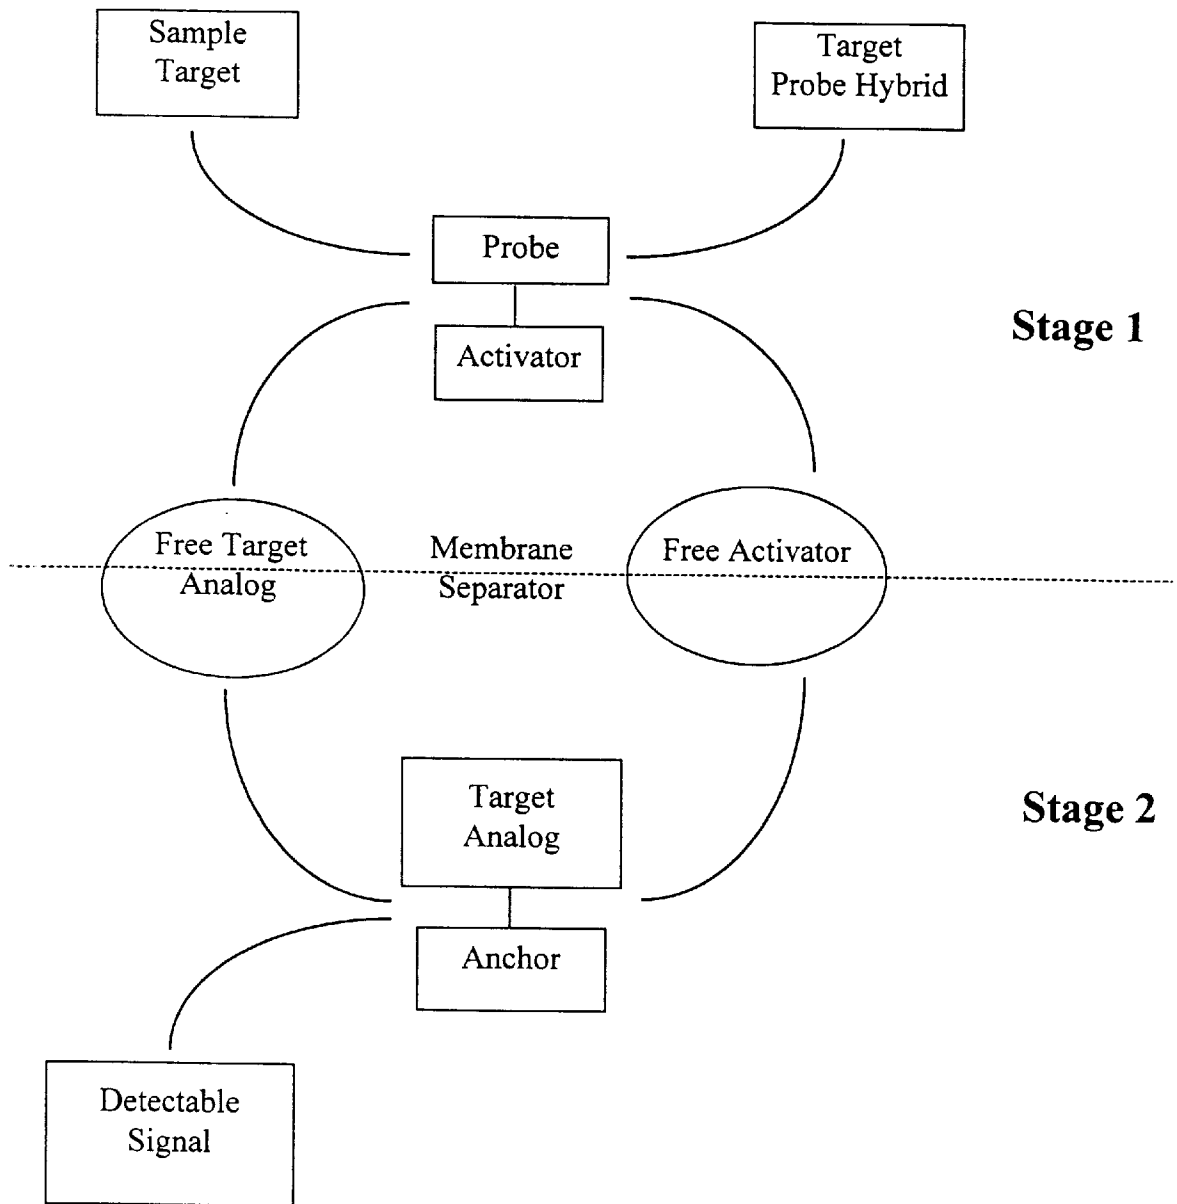 Sample
Target
Target
Probe Hybrid
Probe
Activator
Stage 1
Free Target
Analog
Membrane
Separator
Free Activator
Target
Analog
Stage 2
Anchor
Detectable
Signal